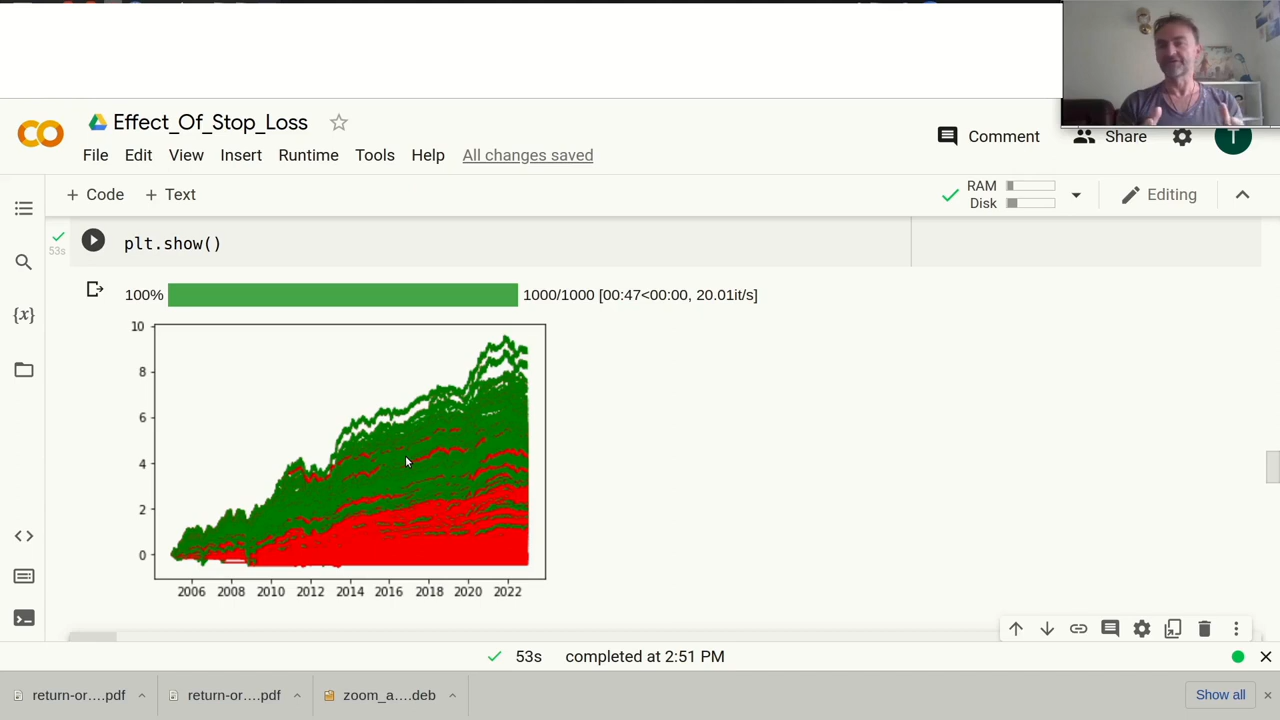 Effect_Of_Stop_Loss
File Edit View Insert Runtime Tools Help All changes saved
Comment Share T
+ Code + Text
RAM
Disk
Editing
{x}
53s
plt.show()
100% 1000/1000 [00:47<00:00, 20.01it/s]
10
8
6
4
2
0
2006 2008 2010 2012 2014 2016 2018 2020 2022
53s completed at 2:51 PM
return-or....pdf return-or....pdf zoom_a....deb Show all